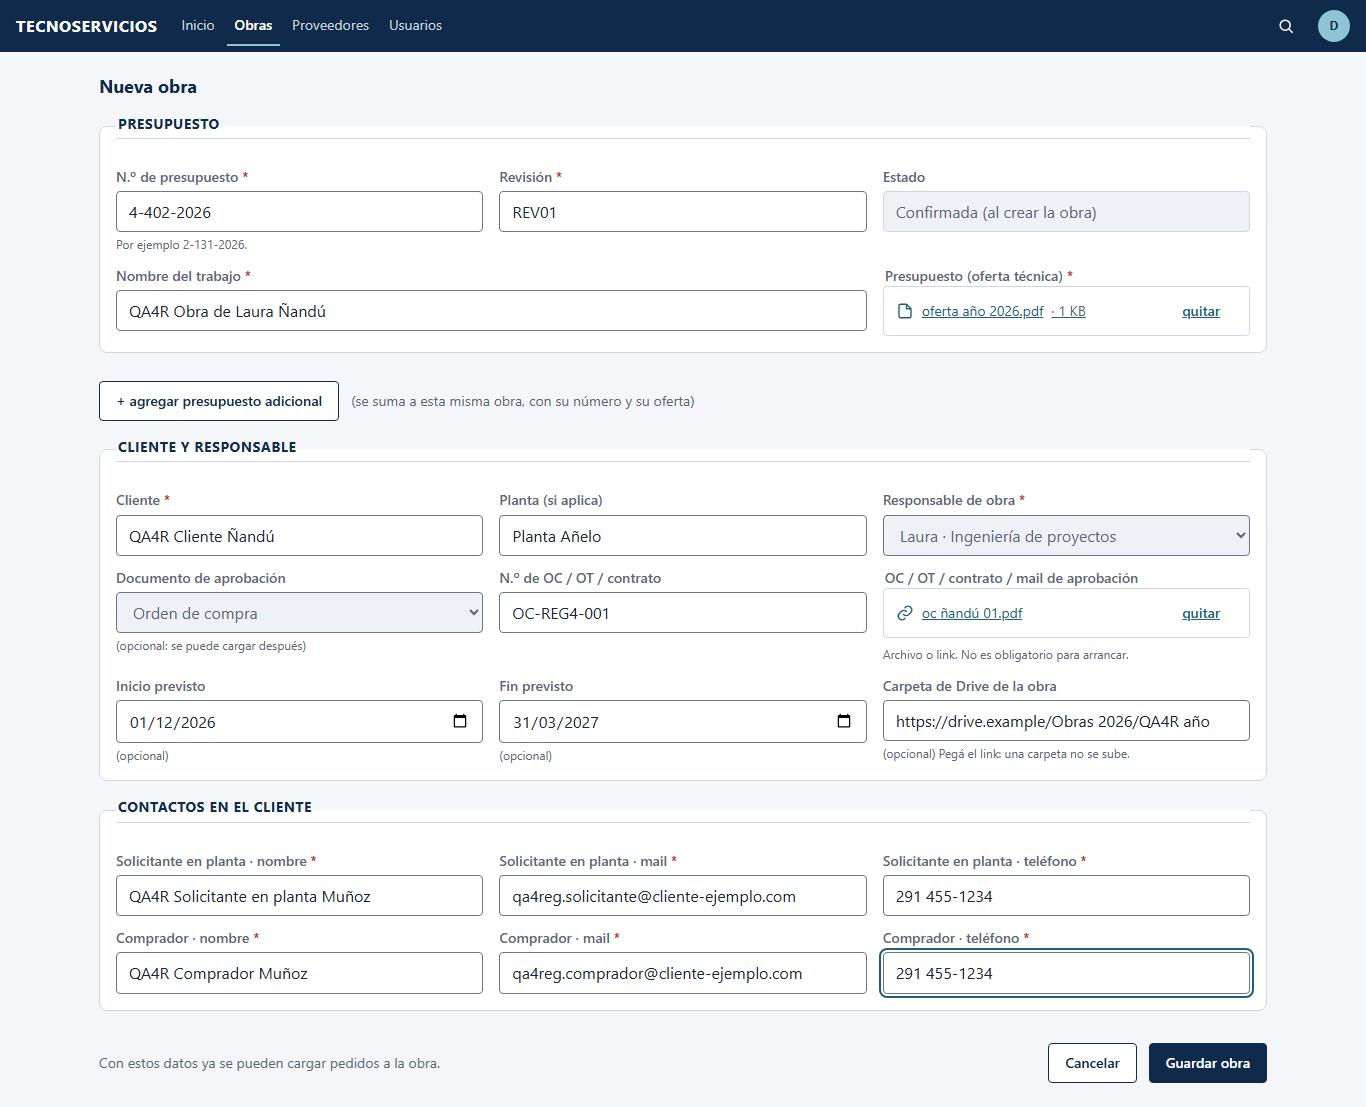 TECNOSERVICIOS Inicio Obras Proveedores Usuarios D
Nueva obra
PRESUPUESTO
N.º de presupuesto * Revisión * Estado
4-402-2026 REV01 Confirmada (al crear la obra)
Por ejemplo 2-131-2026.
Nombre del trabajo * Presupuesto (oferta técnica) *
QA4R Obra de Laura Ñandú oferta año 2026.pdf · 1 KB quitar
+ agregar presupuesto adicional (se suma a esta misma obra, con su número y su oferta)
CLIENTE Y RESPONSABLE
Cliente * Planta (si aplica) Responsable de obra *
QA4R Cliente Ñandú Planta Añelo Laura · Ingeniería de proyectos
Documento de aprobación N.º de OC / OT / contrato OC / OT / contrato / mail de aprobación
Orden de compra OC-REG4-001 oc ñandú 01.pdf quitar
(opcional: se puede cargar después) Archivo o link. No es obligatorio para arrancar.
Inicio previsto Fin previsto Carpeta de Drive de la obra
01/12/2026 31/03/2027 https://drive.example/Obras 2026/QA4R año
(opcional) (opcional) (opcional) Pegá el link: una carpeta no se sube.
CONTACTOS EN EL CLIENTE
Solicitante en planta · nombre * Solicitante en planta · mail * Solicitante en planta · teléfono *
QA4R Solicitante en planta Muñoz qa4reg.solicitante@cliente-ejemplo.com 291 455-1234
Comprador · nombre * Comprador · mail * Comprador · teléfono *
QA4R Comprador Muñoz qa4reg.comprador@cliente-ejemplo.com 291 455-1234
Con estos datos ya se pueden cargar pedidos a la obra. Cancelar Guardar obra